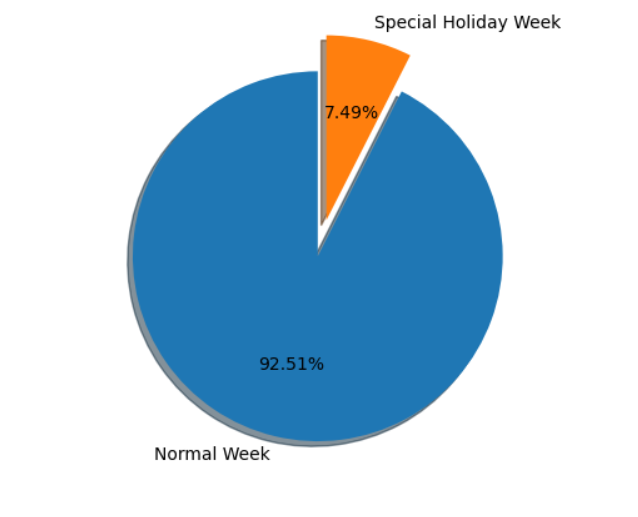 Special Holiday Week
7.49%
92.51%
Normal Week